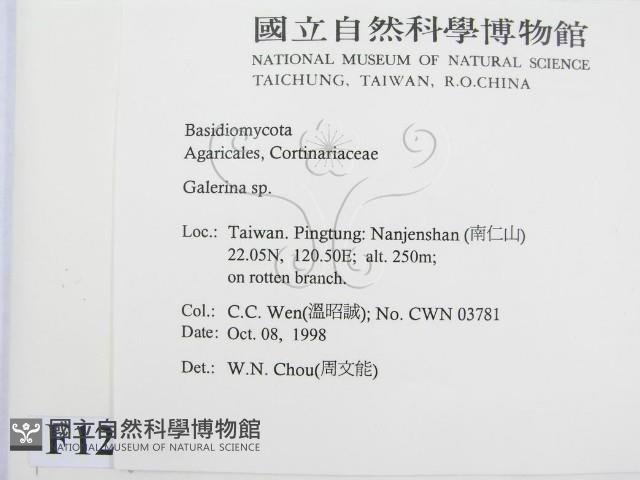 國立自然科學博物館
NATIONAL MUSEUM OF NATURAL SCIENCE
TAICHUNG, TAIWAN, R.O.CHINA
Basidiomycota
Agaricales, Cortinariaceae
Galerina sp.
Loc.: Taiwan. Pingtung: Nanjenshan (南仁山)
22.05N, 120.50E; alt. 250m;
on rotten branch.
Col.: C.C. Wen(溫昭誠); No. CWN 03781
Date: Oct. 08, 1998
Det.: W.N. Chou(周文能)
國立自然科學博物館
NATIONAL MUSEUM OF NATURAL SCIENCE
F12